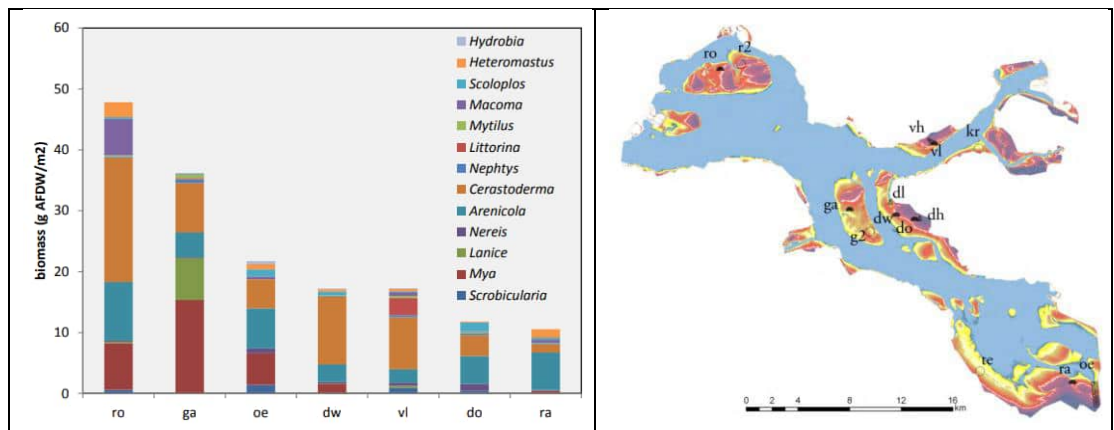 60
50
40
30
20
10
0
biomass (g AFDW/m2)
Hydrobia
Heteromastus
Scoloplos
Macoma
Mytilus
Littorina
Nephtys
Cerastoderma
Arenicola
Nereis
Lanice
Mya
Scrobicularia
ro ga oe dw vl do ra
ro r2
vh
vl
kr
dl
ga
dw
dh
do
g2
te
ra
oe
0 2 4 8 12 16
km